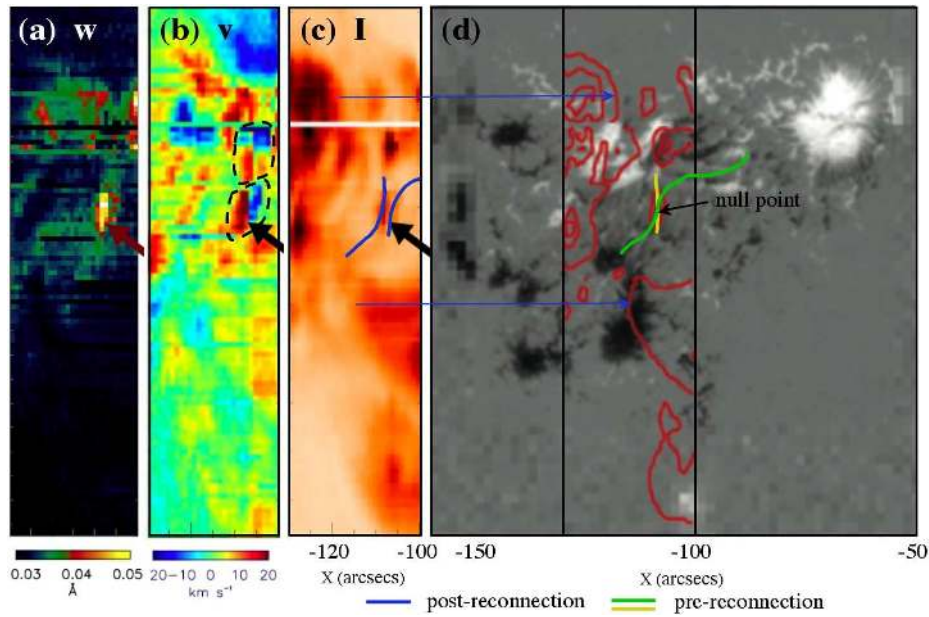 (a) w
(b) v
(c) I
(d)
null point
0.03 0.04 0.05
Å
20-10 0 10 20
km s⁻¹
-120 -100
X (arcsecs)
-150 -100 -50
X (arcsecs)
post-reconnection
pre-reconnection